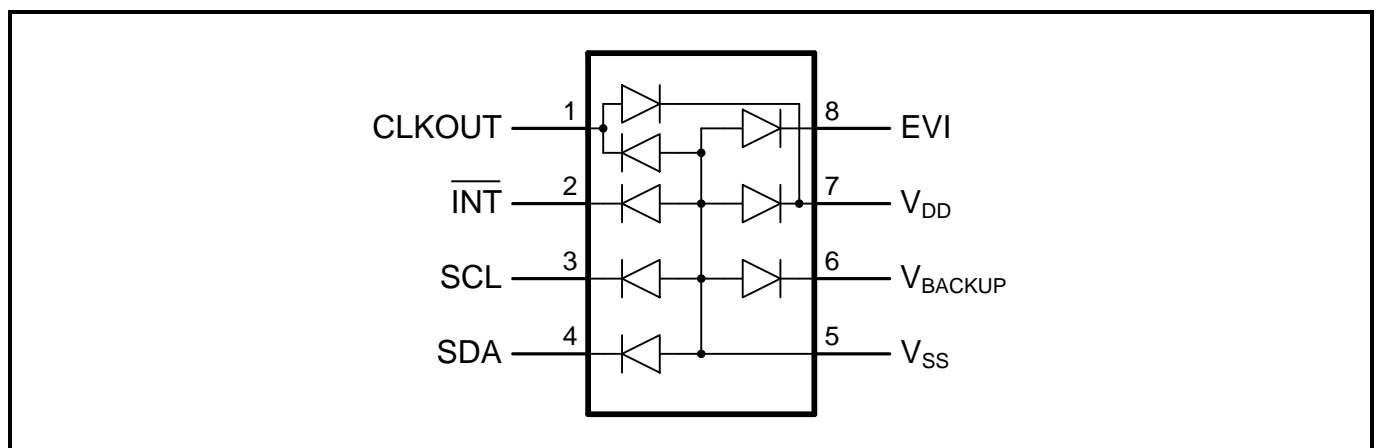 CLKOUT 1 8 EVI
INT 2 7 VDD
SCL 3 6 VBACKUP
SDA 4 5 VSS